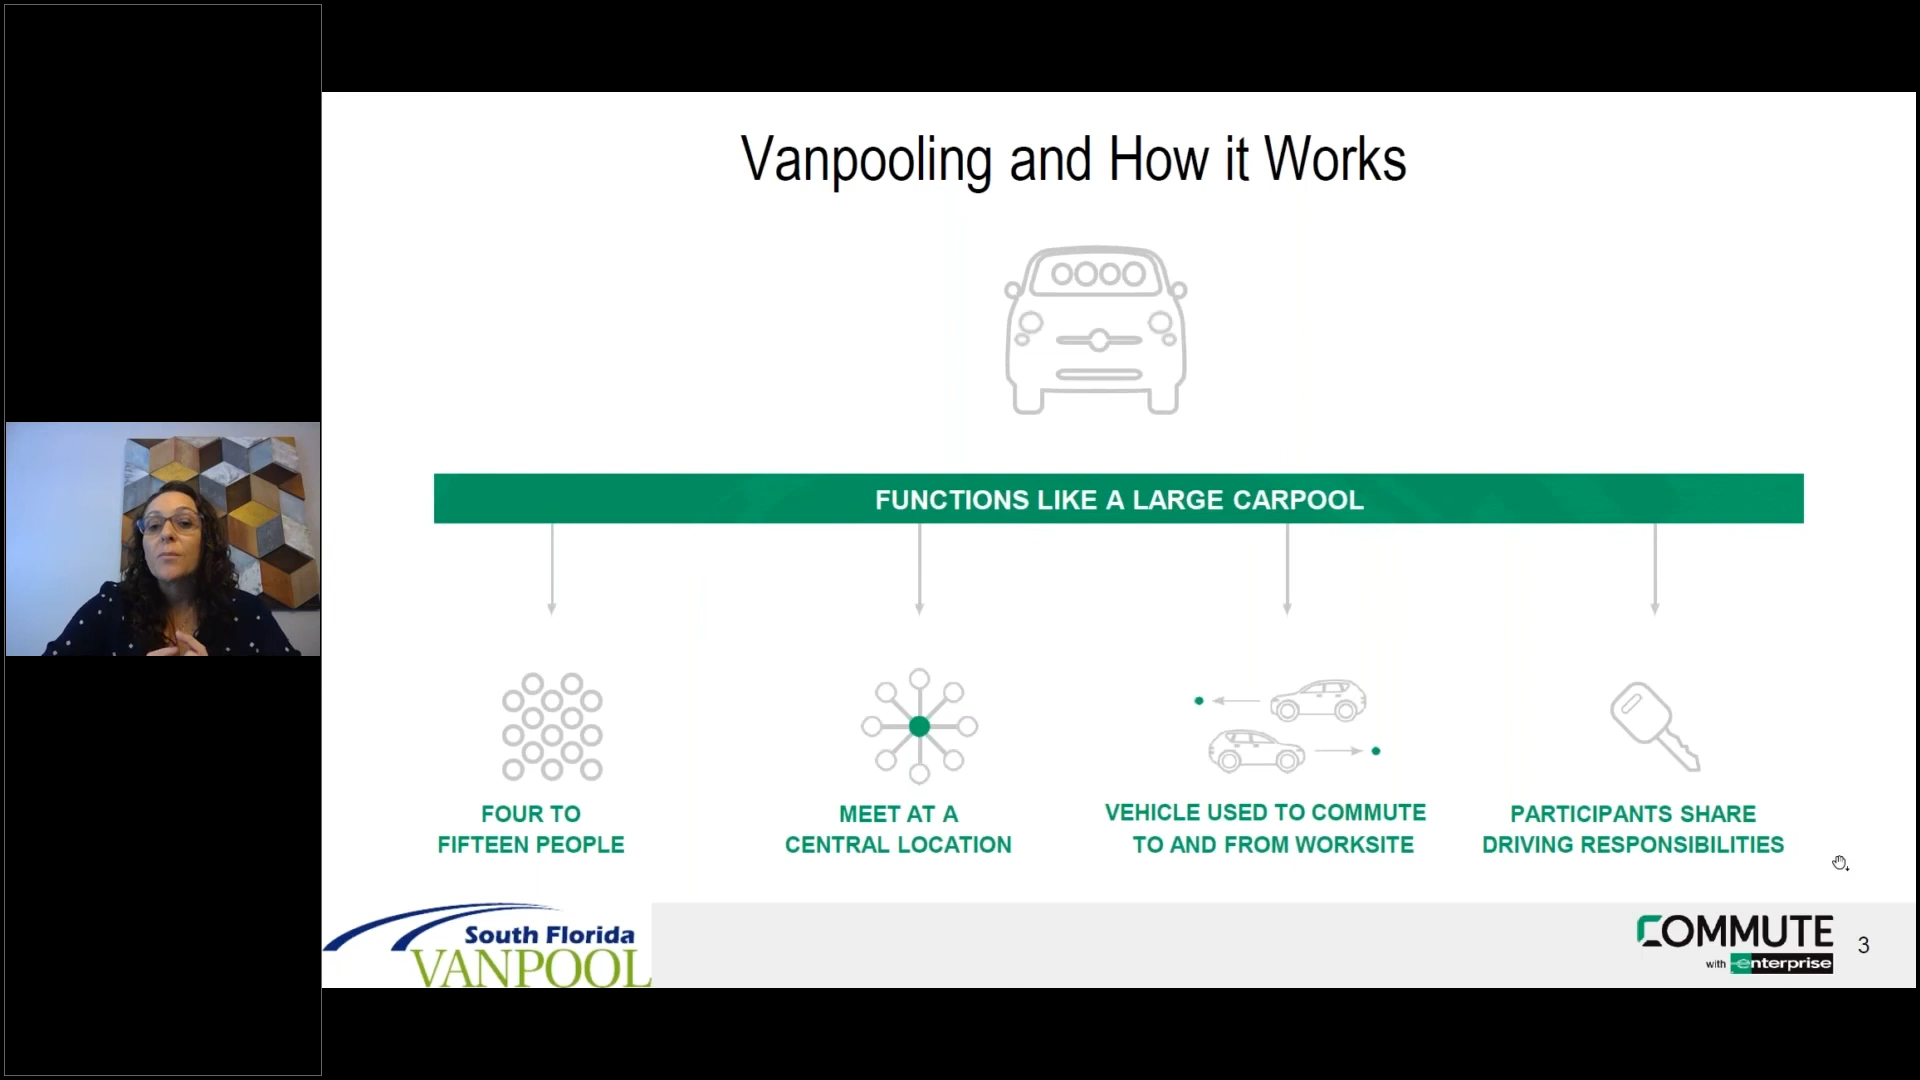 Vanpooling and How it Works
FUNCTIONS LIKE A LARGE CARPOOL
FOUR TO
FIFTEEN PEOPLE
MEET AT A
CENTRAL LOCATION
VEHICLE USED TO COMMUTE
TO AND FROM WORKSITE
PARTICIPANTS SHARE
DRIVING RESPONSIBILITIES
South Florida
VANPOOL
COMMUTE
with enterprise
3